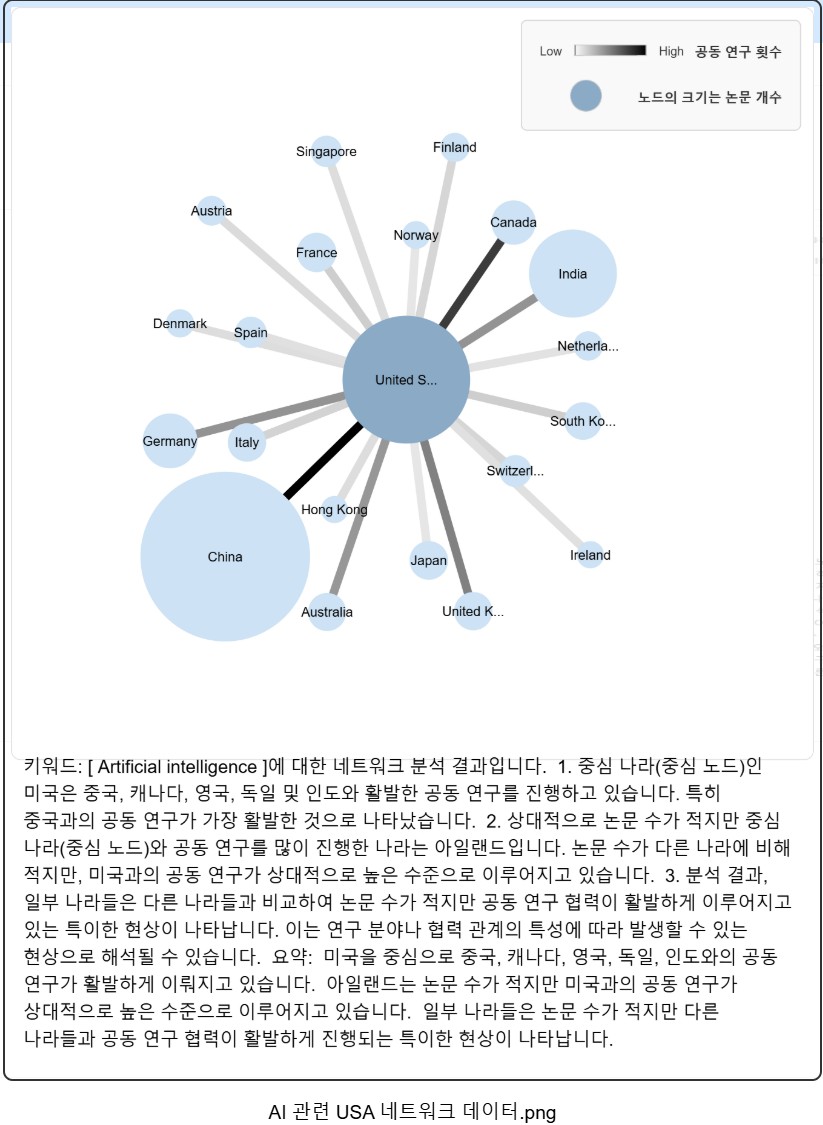 Low High 공동 연구 횟수
노드의 크기는 논문 개수
Singapore
Finland
Austria
Canada
Norway
France
India
Denmark
Spain
Netherla...
United S...
South Ko...
Germany
Italy
Switzerl...
Hong Kong
China
Japan
Ireland
Australia
United K...
키워드: [ Artificial intelligence ]에 대한 네트워크 분석 결과입니다. 1. 중심 나라(중심 노드)인
미국은 중국, 캐나다, 영국, 독일 및 인도와 활발한 공동 연구를 진행하고 있습니다. 특히
중국과의 공동 연구가 가장 활발한 것으로 나타났습니다. 2. 상대적으로 논문 수가 적지만 중심
나라(중심 노드)와 공동 연구를 많이 진행한 나라는 아일랜드입니다. 논문 수가 다른 나라에 비해
적지만, 미국과의 공동 연구가 상대적으로 높은 수준으로 이루어지고 있습니다. 3. 분석 결과,
일부 나라들은 다른 나라들과 비교하여 논문 수가 적지만 공동 연구 협력이 활발하게 이루어지고
있는 특이한 현상이 나타납니다. 이는 연구 분야나 협력 관계의 특성에 따라 발생할 수 있는
현상으로 해석될 수 있습니다. 요약: 미국을 중심으로 중국, 캐나다, 영국, 독일, 인도와의 공동
연구가 활발하게 이뤄지고 있습니다. 아일랜드는 논문 수가 적지만 미국과의 공동 연구가
상대적으로 높은 수준으로 이루어지고 있습니다. 일부 나라들은 논문 수가 적지만 다른
나라들과 공동 연구 협력이 활발하게 진행되는 특이한 현상이 나타납니다.
AI 관련 USA 네트워크 데이터.png